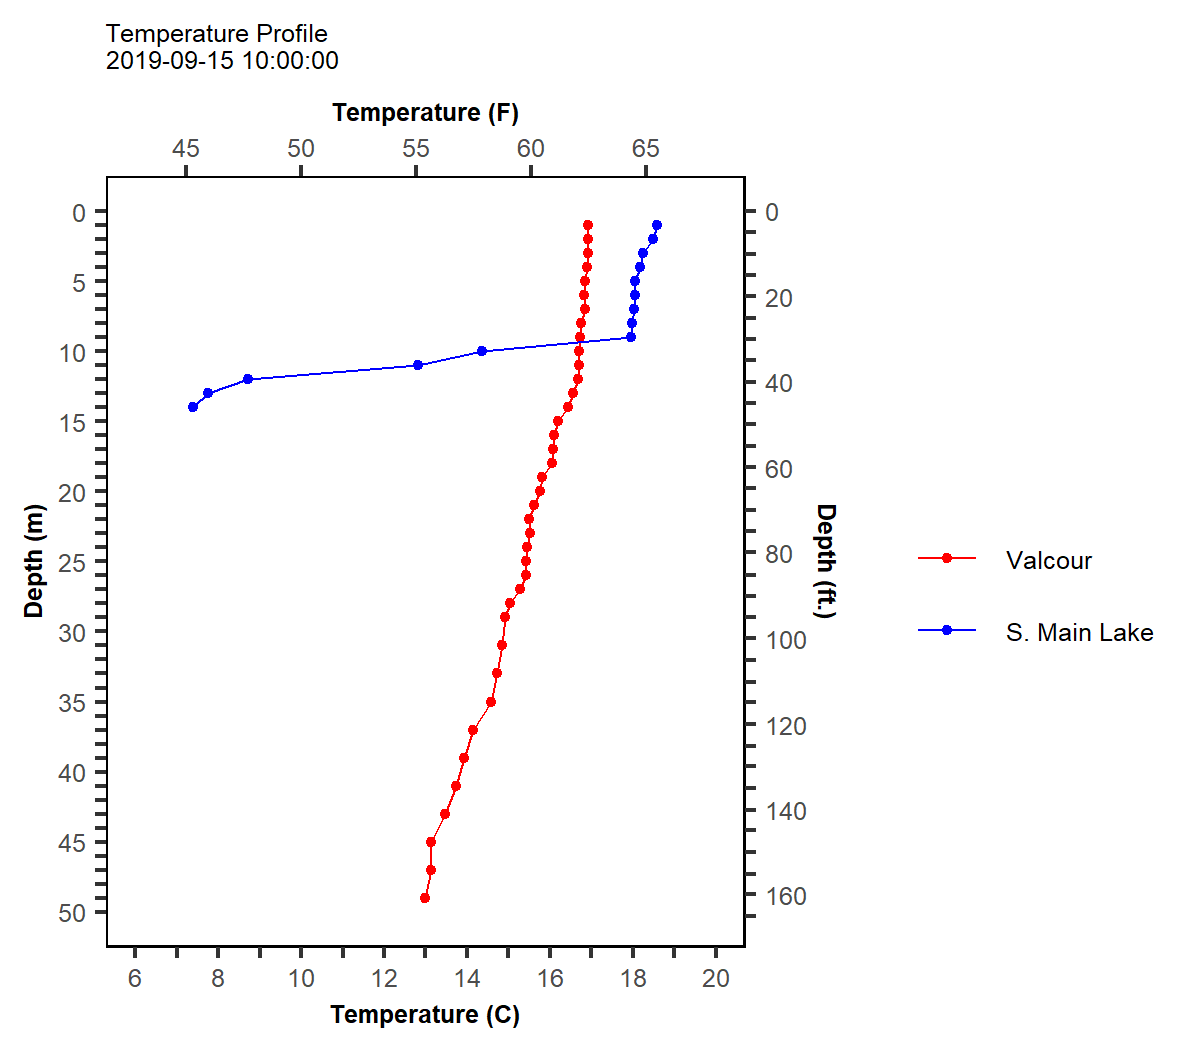 Temperature Profile
2019-09-15 10:00:00
Temperature (F)
45 50 55 60 65
0 0
5
20
10
40
15
60
20
Depth (m)
Depth (ft.)
80
25
Valcour
30
100
S. Main Lake
35
120
40
140
45
160
50
6 8 10 12 14 16 18 20
Temperature (C)